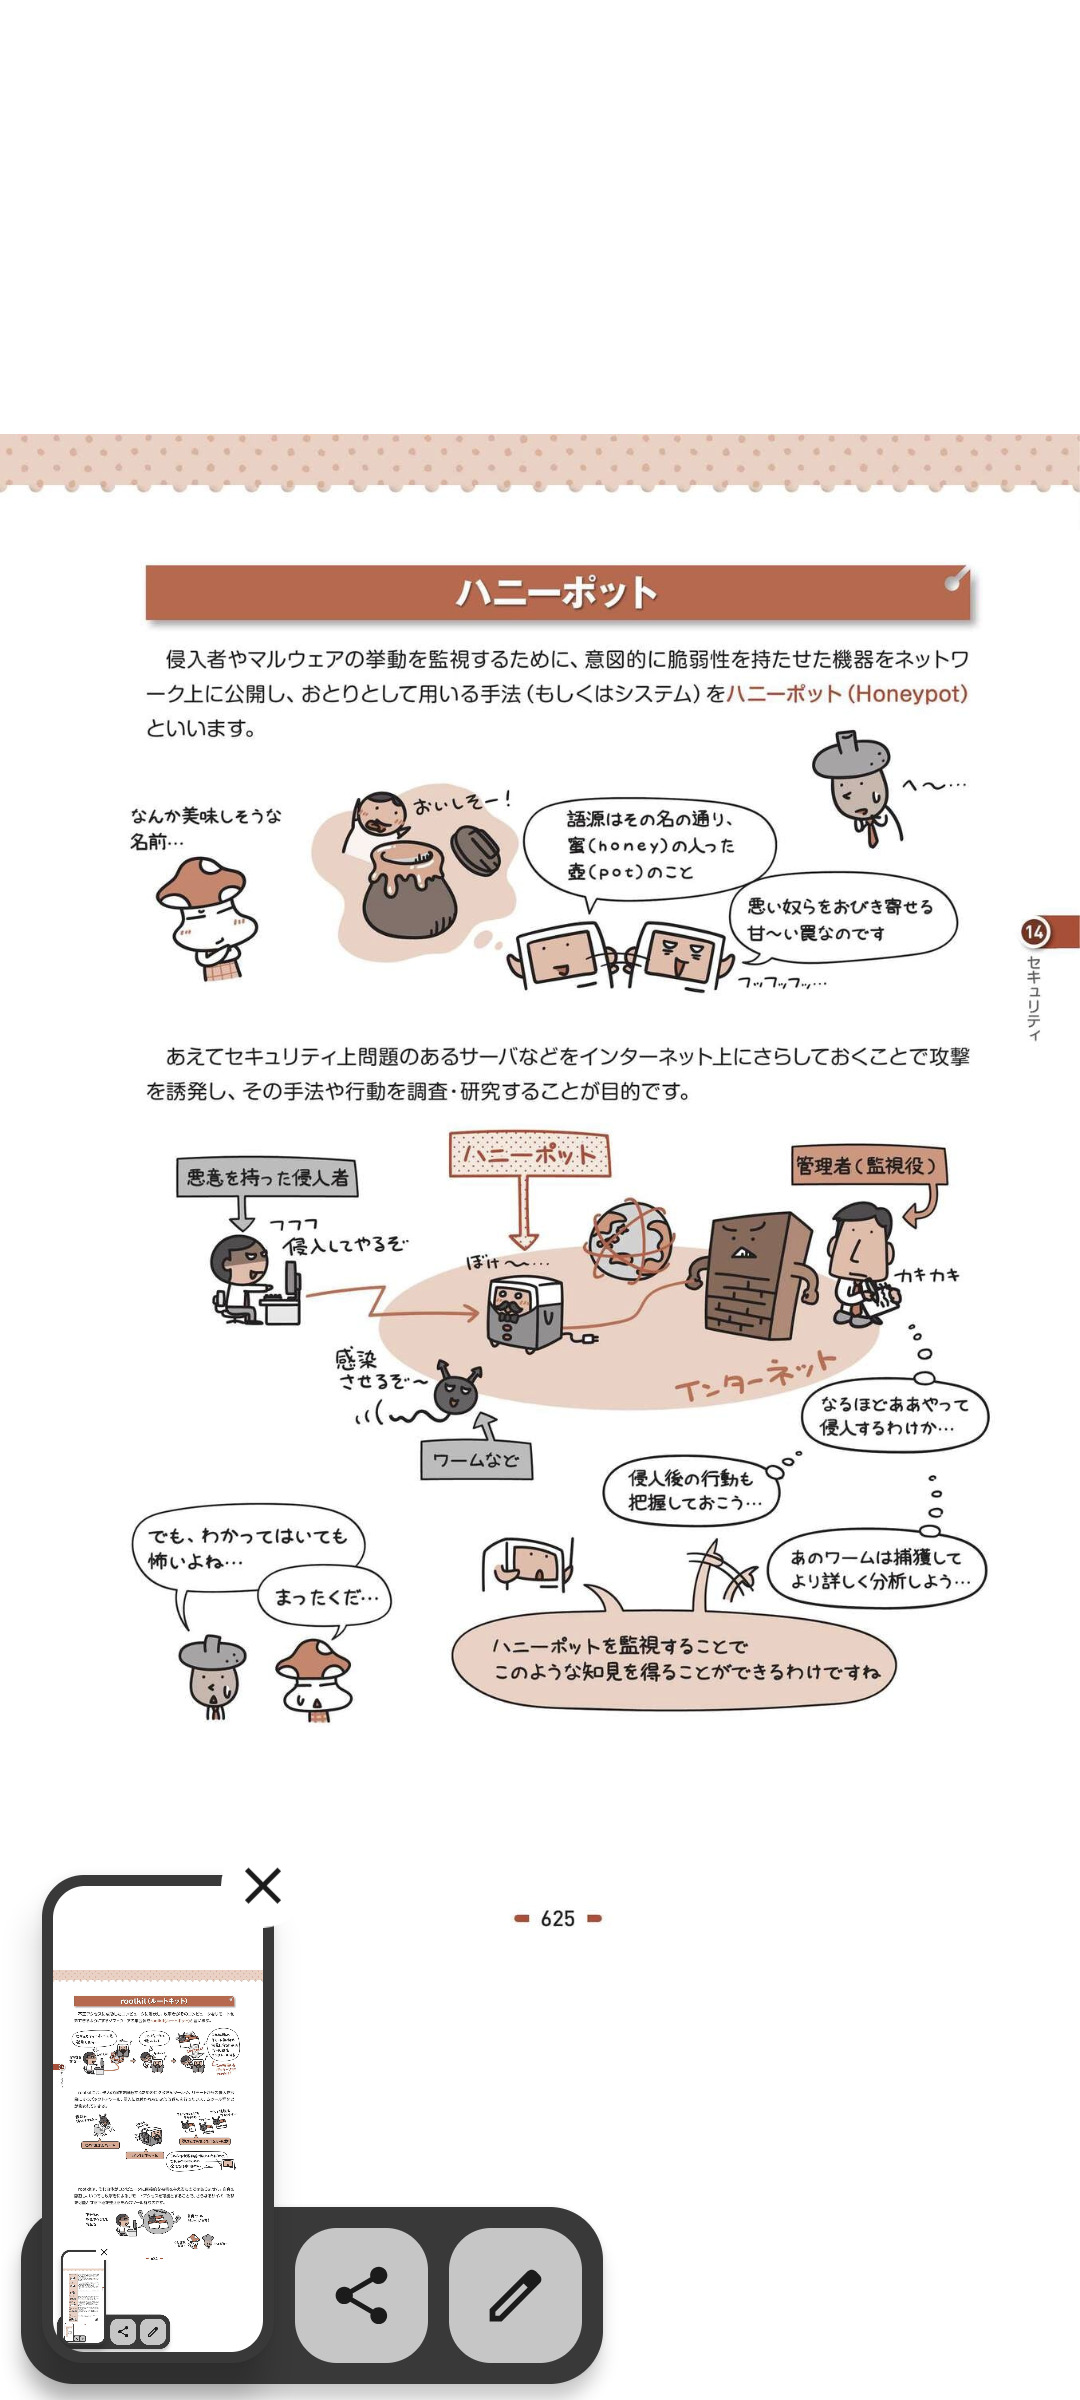 ハニーポット
侵入者やマルウェアの挙動を監視するために、意図的に脆弱性を持たせた機器をネットワ
ーク上に公開し、おとりとして用いる手法（もしくはシステム）をハニーポット（Honeypot）
といいます。
へ〜…
なんか美味しそうな
名前…
おいしそー！
語源はその名の通り、
蜜（honey）の入った
壺（pot）のこと
悪い奴らをおびき寄せる
甘〜い罠なのです
フッフッフッ…
14
セキュリティ
あえてセキュリティ上問題のあるサーバなどをインターネット上にさらしておくことで攻撃
を誘発し、その手法や行動を調査・研究することが目的です。
ハニーポット
悪意を持った侵入者
管理者（監視役）
フフフ
侵入してやるぞ
ぼけ〜…
カキカキ
感染
させるぞ〜
インターネット
ワームなど
なるほどああやって
侵入するわけか…
侵入後の行動も
把握しておこう…
あのワームは捕獲して
より詳しく分析しよう…
でも、わかってはいても
怖いよね…
まったくだ…
ハニーポットを監視することで
このような知見を得ることができるわけですね
625
rootkit（ルートキット）